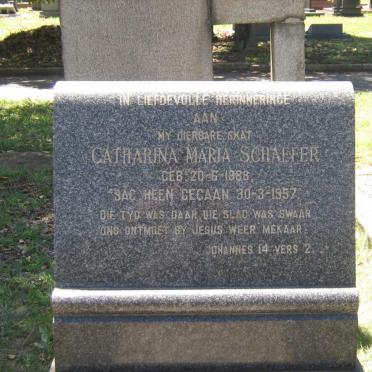 IN LIEFDEVOLLE HERINNERINGE
AAN
MY DIERBARE SKAT
CATHARINA MARIA SCHAEFER
GEB. 20-6-1888
SAG HEEN GEGAAN 30-3-1957
DIE TYD WAS DAAR, DIE SLAG WAS SWAAR
ONS ONTMOET BY JESUS WEER MEKAAR
JOHANNES 14 VERS 2.